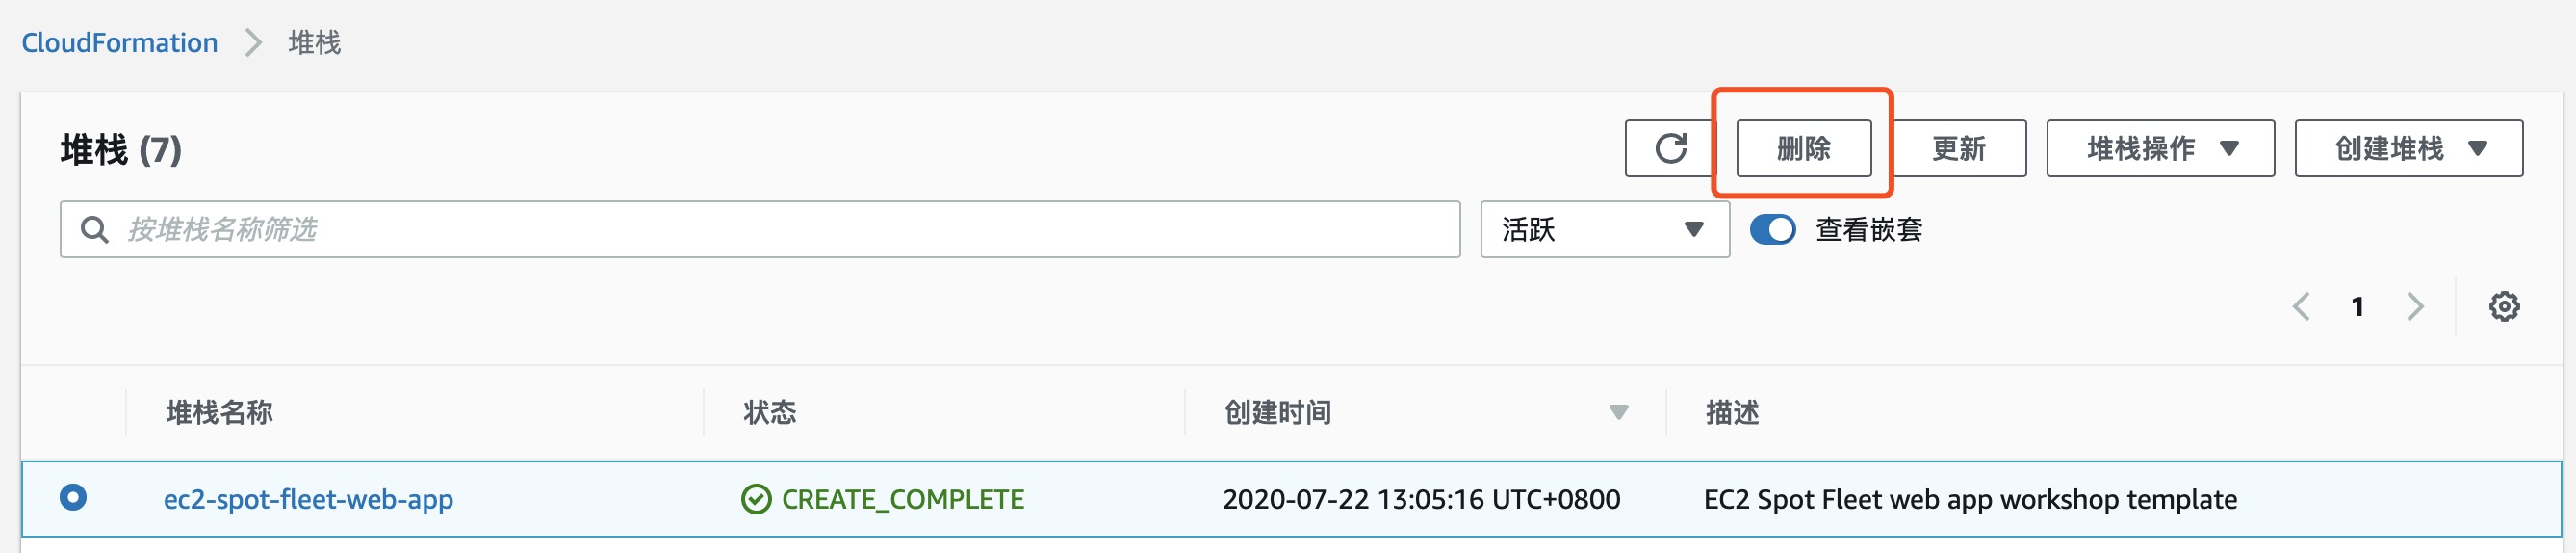 CloudFormation > 堆栈
堆栈 (7) 删除 更新 堆栈操作 创建堆栈
按堆栈名称筛选 活跃 查看嵌套
1
堆栈名称 状态 创建时间 描述
ec2-spot-fleet-web-app CREATE_COMPLETE 2020-07-22 13:05:16 UTC+0800 EC2 Spot Fleet web app workshop template